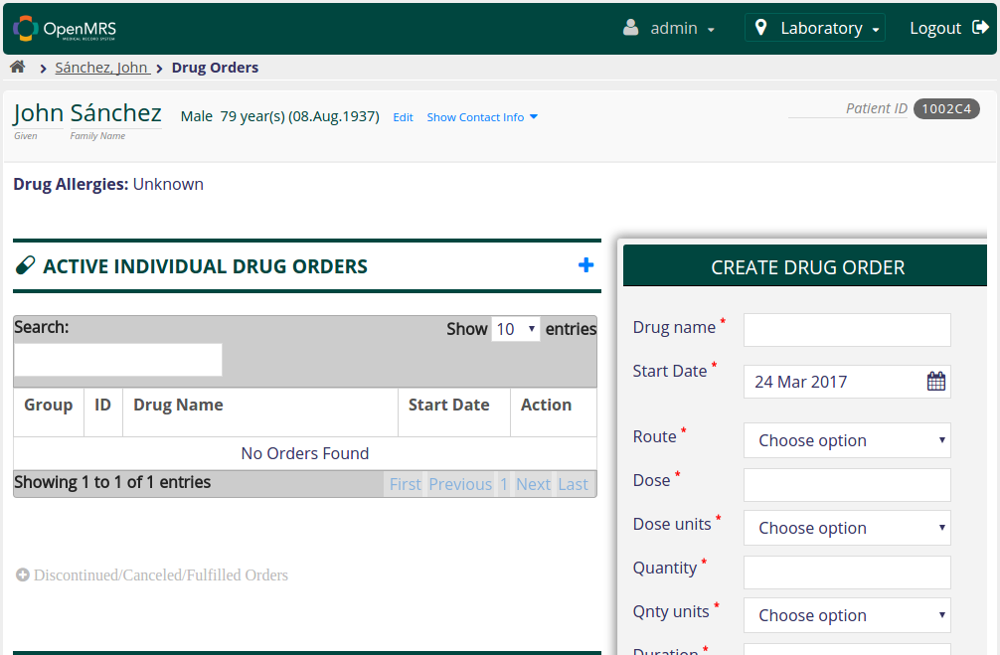 OpenMRS
MEDICAL RECORD SYSTEM
admin
Laboratory
Logout
Sánchez, John
Drug Orders
John Sánchez Male 79 year(s) (08.Aug.1937) Edit Show Contact Info
Given Family Name
Patient ID 1002C4
Drug Allergies: Unknown
ACTIVE INDIVIDUAL DRUG ORDERS
Search:
Show 10 entries
Group ID Drug Name Start Date Action
No Orders Found
Showing 1 to 1 of 1 entries
First Previous 1 Next Last
Discontinued/Canceled/Fulfilled Orders
CREATE DRUG ORDER
Drug name *
Start Date * 24 Mar 2017
Route * Choose option
Dose *
Dose units * Choose option
Quantity *
Qnty units * Choose option
Duration *